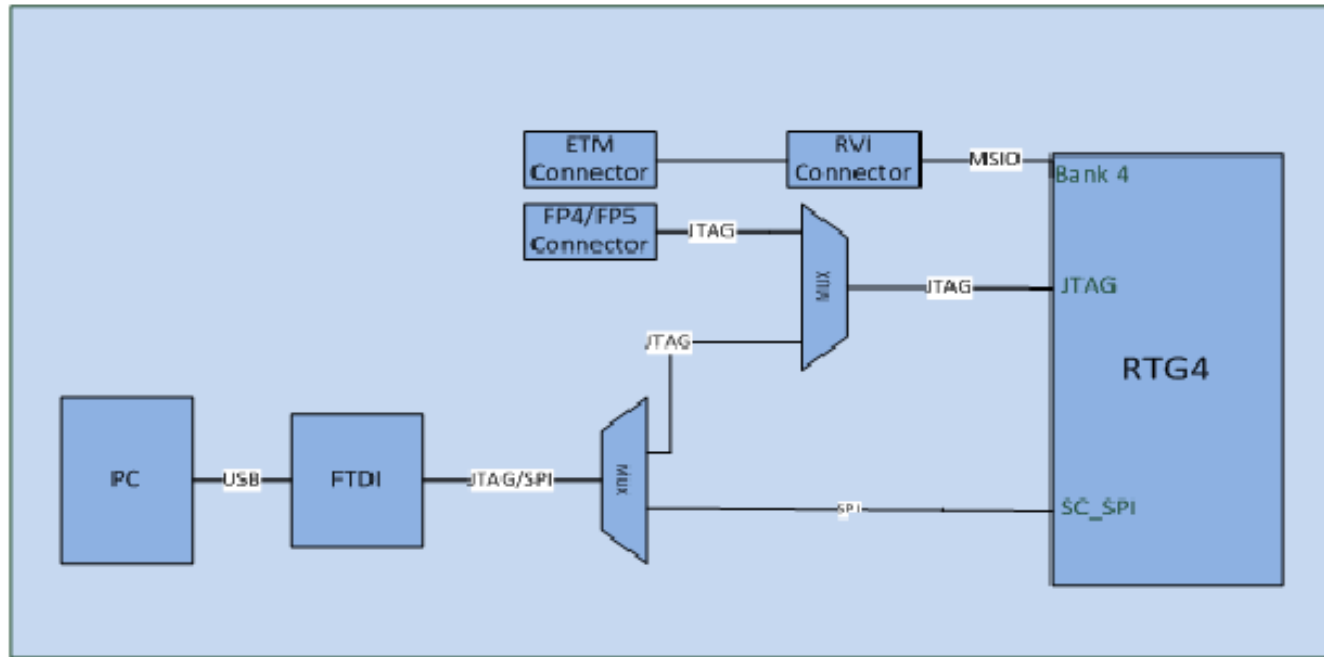 ETM
Connector
RVI
Connector
MSIO
Bank 4
FP4/FP5
Connector
JTAG
MUX
JTAG
JTAG
JTAG
RTG4
PC
USB
FTDI
JTAG/SPI
MUX
SPI
SC_SPI